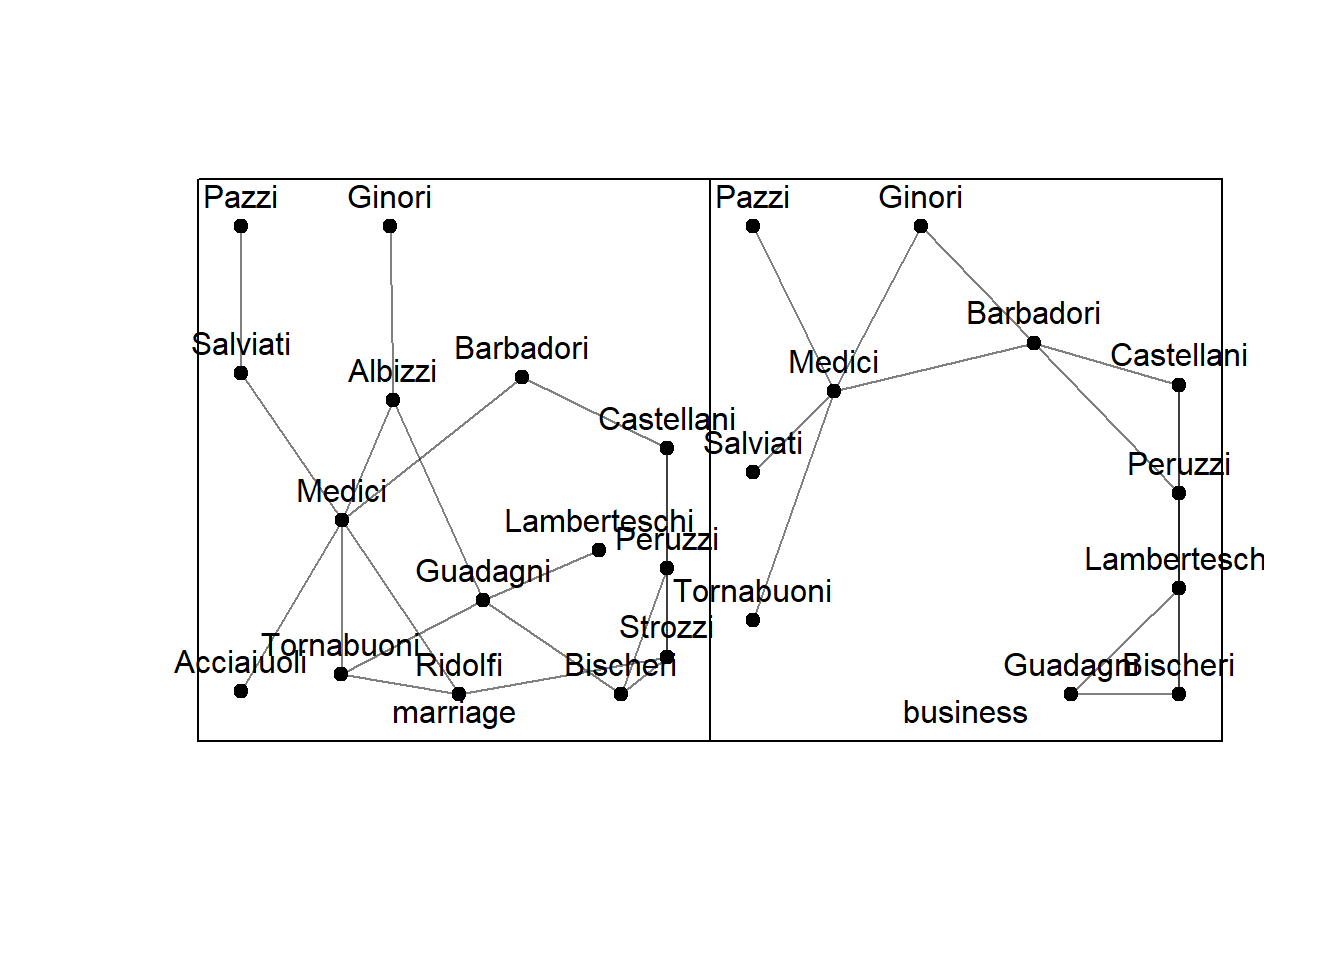 Pazzi
Ginori
Salviati
Albizzi
Barbadori
Castellani
Medici
Lamberteschi
Peruzzi
Guadagni
Strozzi
Tornabuoni
Acciaiuoli
Ridolfi
Bischeri
marriage
Pazzi
Ginori
Barbadori
Medici
Castellani
Salviati
Peruzzi
Lambertesch
Tornabuoni
Guadagni
Bischeri
business